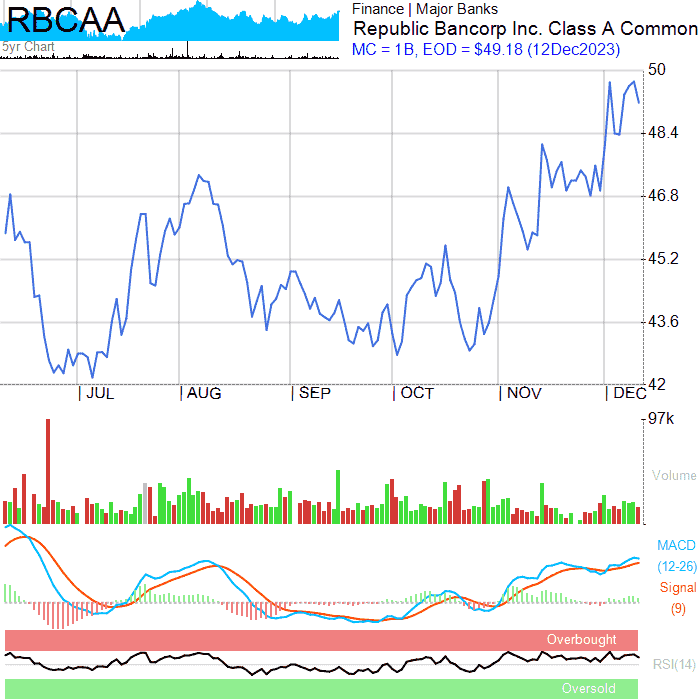 RBCAA
5yr Chart
Finance | Major Banks
Republic Bancorp Inc. Class A Common
MC = 1B, EOD = $49.18 (12Dec2023)
50
48.4
46.8
45.2
43.6
42
| JUL | AUG | SEP | OCT | NOV | DEC
97k
Volume
MACD
(12-26)
Signal
(9)
Overbought
RSI(14)
Oversold